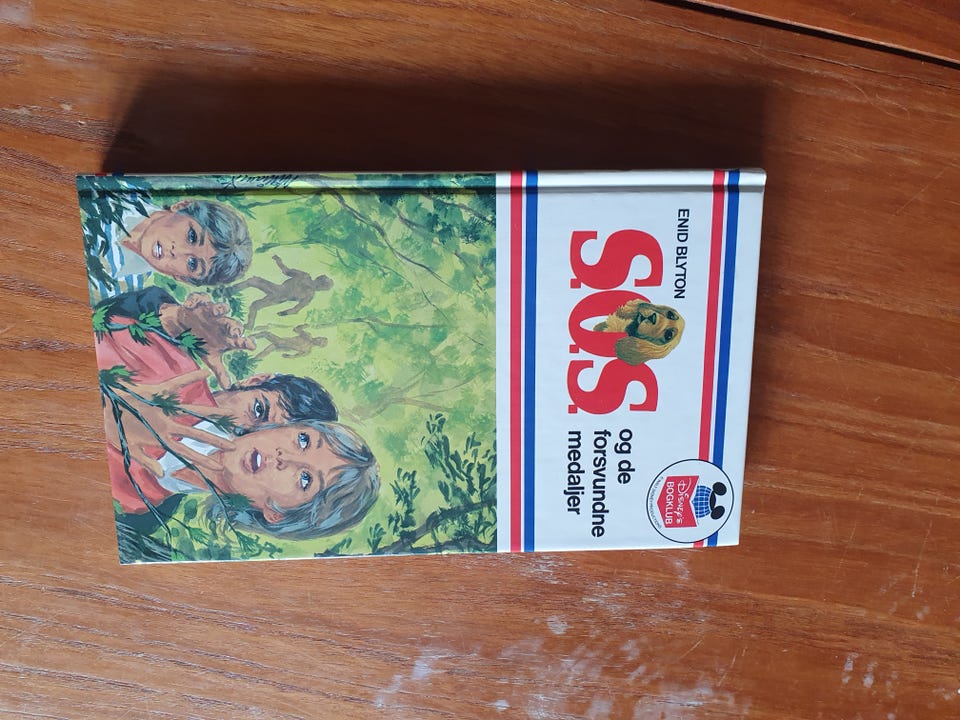 ENID BLYTON
S.O.S.
og de
forsvundne
medaljer
DISNEY'S
BOGKLUB